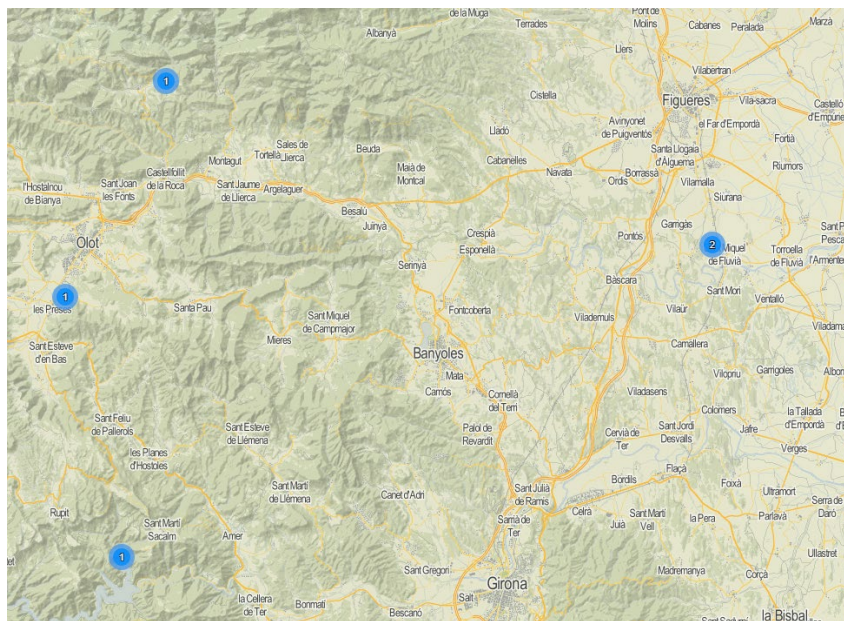 de la Muga
Terrades
Pont de
Molins
Cabanes
Peralada
Marzà
Albanyà
Llers
Vilabertran
1
Cistella
Figueres
Vila-sacra
Castelló
d'Empúrie
Avinyonet
de Puigventós
el Far d'Empordà
Lladó
Fortià
Sales de
Llierca
Tortellà
Beuda
Montagut
Maià de
Montcal
Cabanelles
Santa Llogaia
d'Alguema
Riumors
Castellfollit
de la Roca
Navata
Borrassà
Ordis
Vilamalla
Siurana
l'Hostalnou
de Bianya
Sant Joan
les Fonts
Sant Jaume
de Llierca
Argelaguer
Besalú
Juinyà
Garrigàs
Crespià
Esponellà
Pontós
Sant P
Pescad
Olot
2
Miquel
de Fluvià
Torroella
de Fluvià
l'Armenter
Serinyà
Bàscara
Sant Mori
Ventalló
1
les Preses
Santa Pau
Sant Miquel
de Campmajor
Fontcoberta
Vilademuls
Vilaür
Viladama
Mieres
Camallera
Sant Esteve
d'en Bas
Banyoles
Mata
Vilopriu
Garrigoles
Albon
Camós
Cornellà
del Terri
Viladasens
Colomers
la Tallada
d'Empordà
Sant Feliu
de Pallerols
Sant Esteve
de Llémena
Palol de
Revardit
Cervià de
Ter
Sant Jordi
Desvalls
Jafre
Verges
les Planes
d'Hostoles
Flaçà
Foixà
Bordils
Sant Martí
de Llémena
Canet d'Adri
Sant Julià
de Ramis
Ultramort
Serra de
Daró
Rupit
Celrà
Sant Martí
Vell
Juià
la Pera
Parlavà
Sant Martí
Sacalm
Amer
Sarrià de
Ter
Ullastret
1
Sant Gregori
Madremanya
Corçà
Girona
la Cellera
de Ter
Bonmatí
Salt
Bescanó
la Bisbal